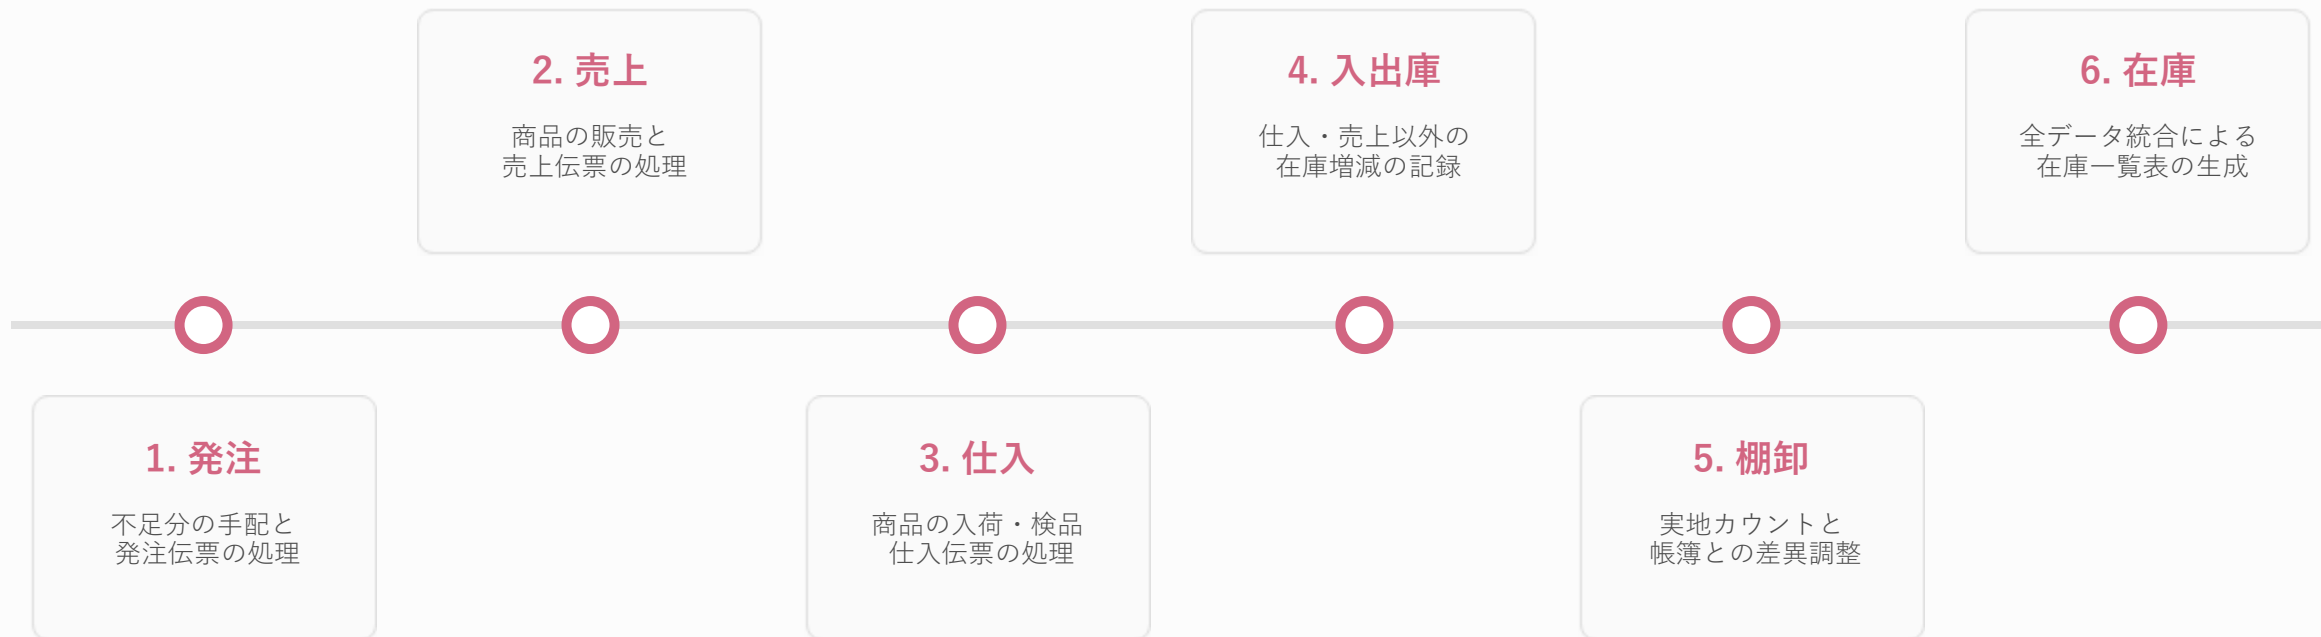 1. 発注
不足分の手配と
発注伝票の処理
2. 売上
商品の販売と
売上伝票の処理
3. 仕入
商品の入荷・検品
仕入伝票の処理
4. 入出庫
仕入・売上以外の
在庫増減の記録
5. 棚卸
実地カウントと
帳簿との差異調整
6. 在庫
全データ統合による
在庫一覧表の生成